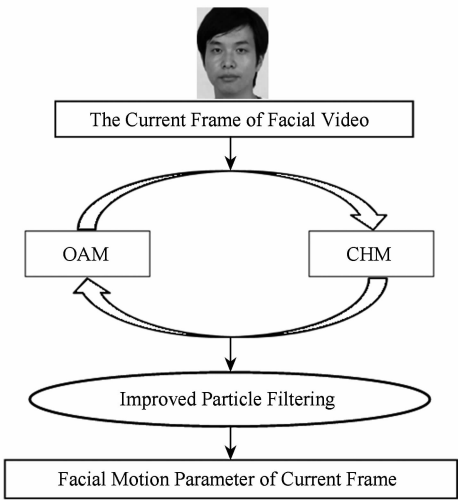 The Current Frame of Facial Video
OAM
CHM
Improved Particle Filtering
Facial Motion Parameter of Current Frame